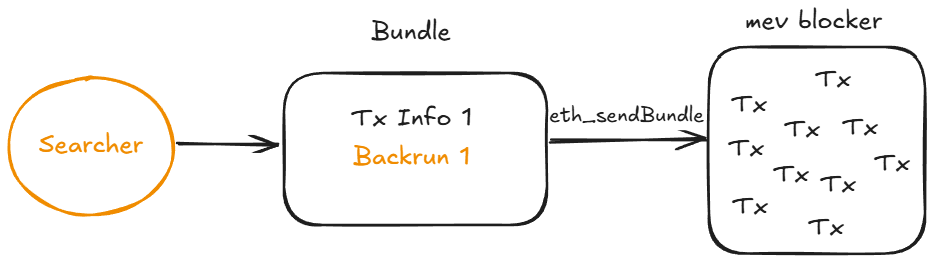 Searcher
Bundle
Tx Info 1
Backrun 1
eth_sendBundle
mev blocker
Tx
Tx
Tx
Tx
Tx
Tx
Tx
Tx
Tx
Tx